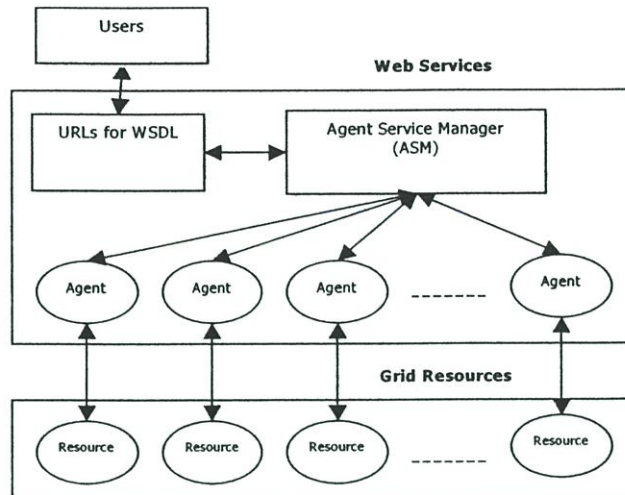 Users
Web Services
URLs for WSDL
Agent Service Manager
(ASM)
Agent
Agent
Agent
Agent
Grid Resources
Resource
Resource
Resource
Resource